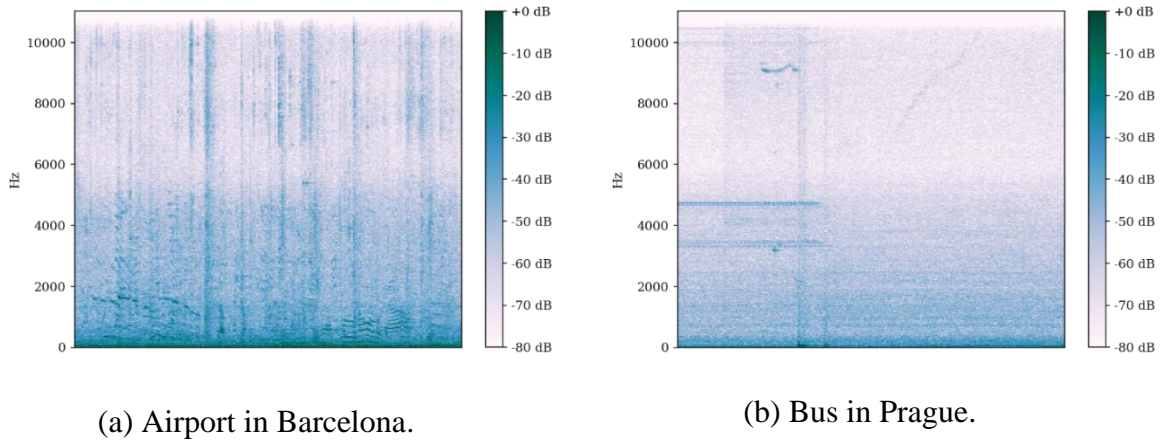 10000
8000
6000
4000
2000
0
Hz
+0 dB
-10 dB
-20 dB
-30 dB
-40 dB
-50 dB
-60 dB
-70 dB
-80 dB
(a) Airport in Barcelona.
10000
8000
6000
4000
2000
0
Hz
+0 dB
-10 dB
-20 dB
-30 dB
-40 dB
-50 dB
-60 dB
-70 dB
-80 dB
(b) Bus in Prague.